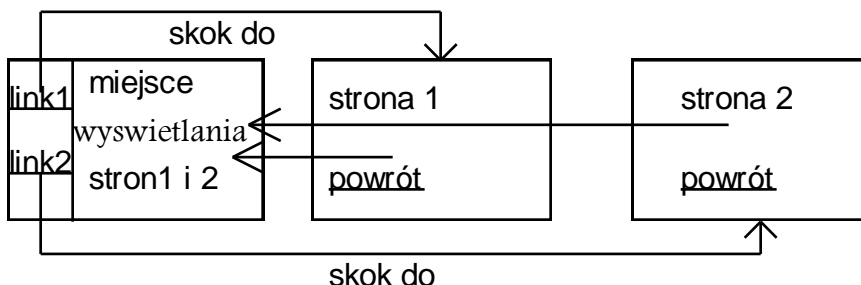 skok do
link1
miejsce
wyswietlania
link2
stron1 i 2
strona 1
powrót
strona 2
powrót
skok do